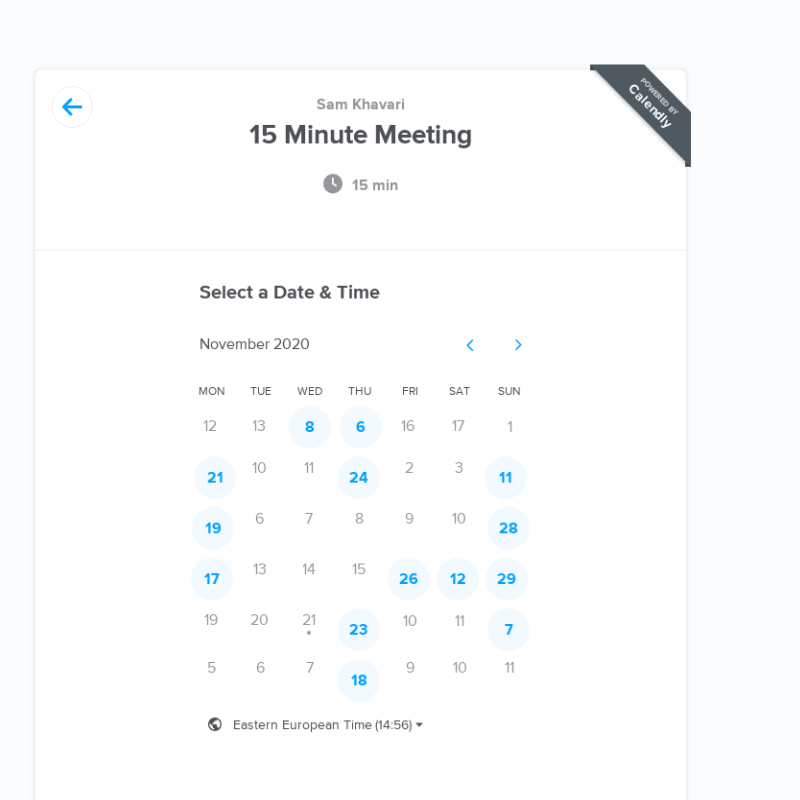 POWERED BY
Calendly
Sam Khavari
15 Minute Meeting
15 min
Select a Date & Time
November 2020
MON TUE WED THU FRI SAT SUN
12 13 8 6 16 17 1
21 10 11 24 2 3 11
19 6 7 8 9 10 28
17 13 14 15 26 12 29
19 20 21 23 10 11 7
5 6 7 18 9 10 11
Eastern European Time (14:56)